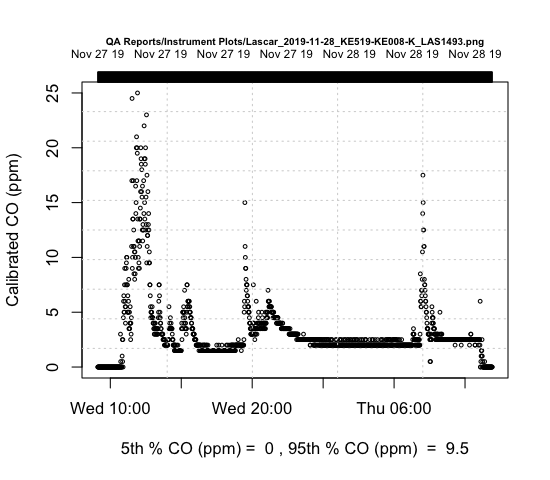 QA Reports/Instrument Plots/Lascar_2019-11-28_KE519-KE008-K_LAS1493.png
Nov 27 19 Nov 27 19 Nov 27 19 Nov 28 19 Nov 28 19 Nov 28 19 Nov 28 19
25
20
15
10
5
0
Calibrated CO (ppm)
Wed 10:00 Wed 20:00 Thu 06:00
5th % CO (ppm) = 0 , 95th % CO (ppm) = 9.5